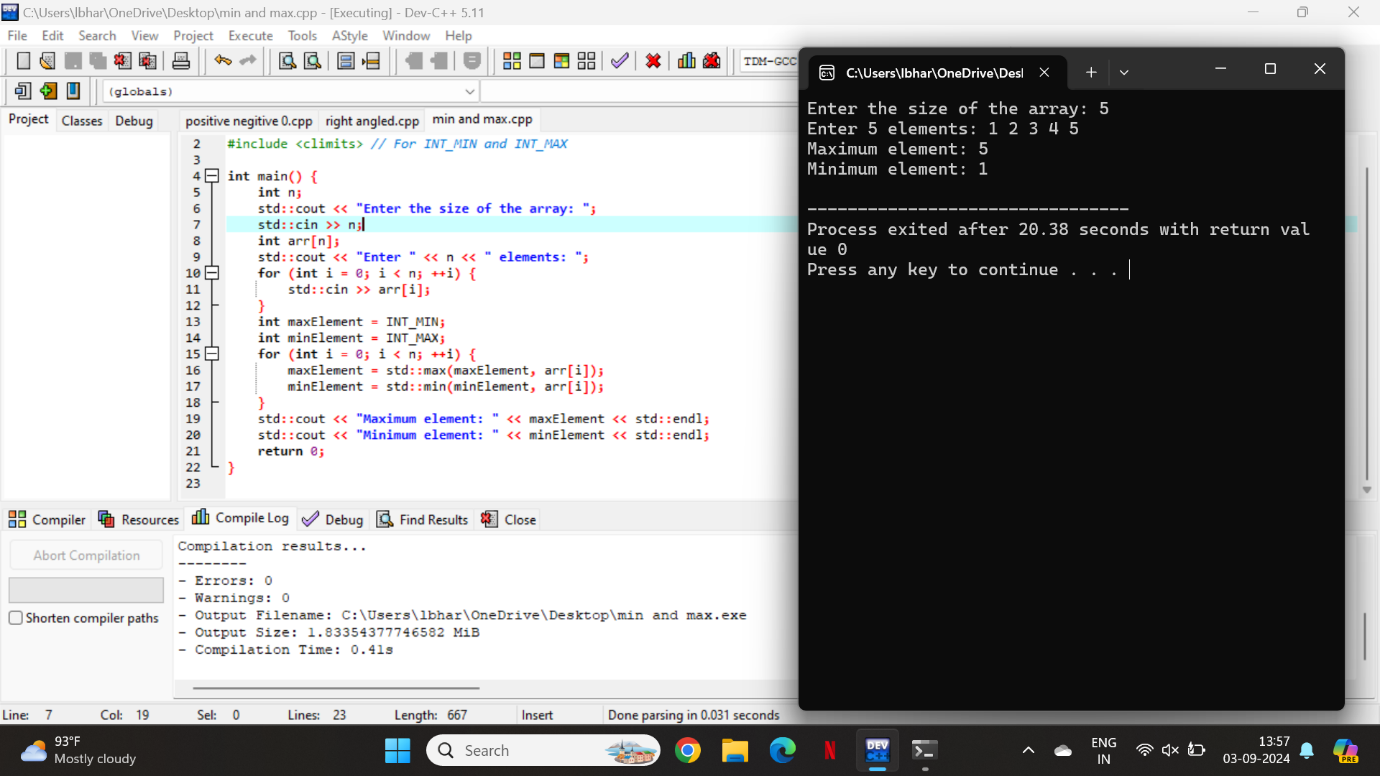 C:\Users\lbhar\OneDrive\Desktop\min and max.cpp - [Executing] - Dev-C++ 5.11
File Edit Search View Project Execute Tools AStyle Window Help
TDM-GCC
(globals)
Project Classes Debug
positive negitive 0.cpp right angled.cpp min and max.cpp
2 #include <climits> // For INT_MIN and INT_MAX
3
4 int main() {
5 int n;
6 std::cout << "Enter the size of the array: ";
7 std::cin >> n;
8 int arr[n];
9 std::cout << "Enter " << n << " elements: ";
10 for (int i = 0; i < n; ++i) {
11 std::cin >> arr[i];
12 }
13 int maxElement = INT_MIN;
14 int minElement = INT_MAX;
15 for (int i = 0; i < n; ++i) {
16 maxElement = std::max(maxElement, arr[i]);
17 minElement = std::min(minElement, arr[i]);
18 }
19 std::cout << "Maximum element: " << maxElement << std::endl;
20 std::cout << "Minimum element: " << minElement << std::endl;
21 return 0;
22 }
23
C:\Users\lbhar\OneDrive\Desl
Enter the size of the array: 5
Enter 5 elements: 1 2 3 4 5
Maximum element: 5
Minimum element: 1
--------------------------------
Process exited after 20.38 seconds with return val
ue 0
Press any key to continue . . .
Compiler Resources Compile Log Debug Find Results Close
Abort Compilation
Shorten compiler paths
Compilation results...
--------
- Errors: 0
- Warnings: 0
- Output Filename: C:\Users\lbhar\OneDrive\Desktop\min and max.exe
- Output Size: 1.83354377746582 MiB
- Compilation Time: 0.41s
Line: 7 Col: 19 Sel: 0 Lines: 23 Length: 667 Insert Done parsing in 0.031 seconds
93°F
Mostly cloudy
Search
DEV
C++
ENG
IN
13:57
03-09-2024
PRE